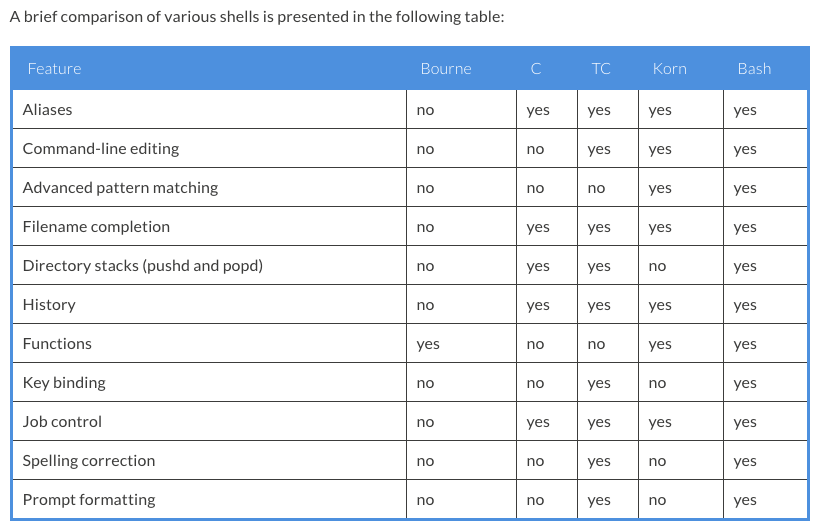 A brief comparison of various shells is presented in the following table:
Feature Bourne C TC Korn Bash
Aliases no yes yes yes yes
Command-line editing no no yes yes yes
Advanced pattern matching no no no yes yes
Filename completion no yes yes yes yes
Directory stacks (pushd and popd) no yes yes no yes
History no yes yes yes yes
Functions yes no no yes yes
Key binding no no yes no yes
Job control no yes yes yes yes
Spelling correction no no yes no yes
Prompt formatting no no yes no yes